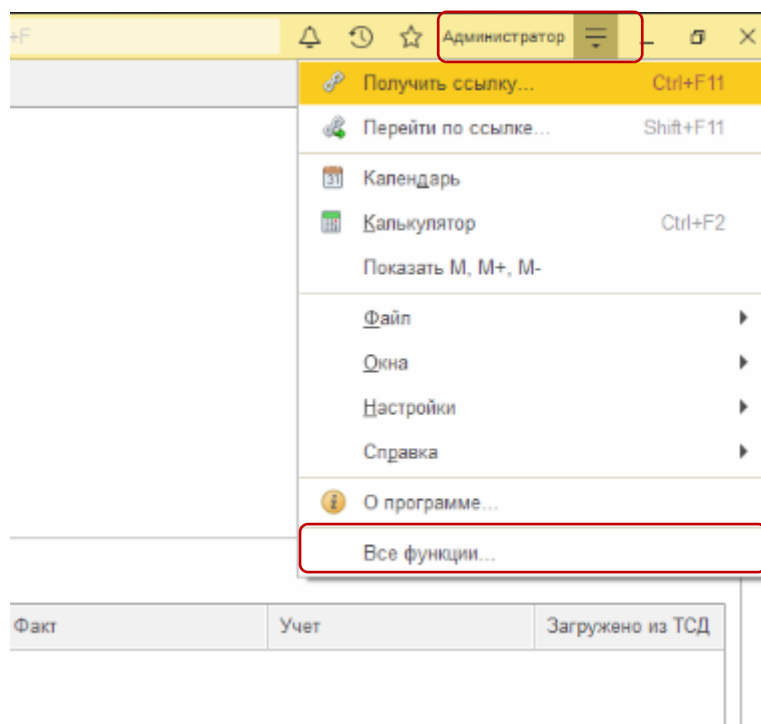 +F Администратор
Получить ссылку... Ctrl+F11
Перейти по ссылке... Shift+F11
31 Календарь
Калькулятор Ctrl+F2
Показать M, M+, M-
Файл
Окна
Настройки
Справка
О программе...
Все функции...
Факт Учет Загружено из ТСД